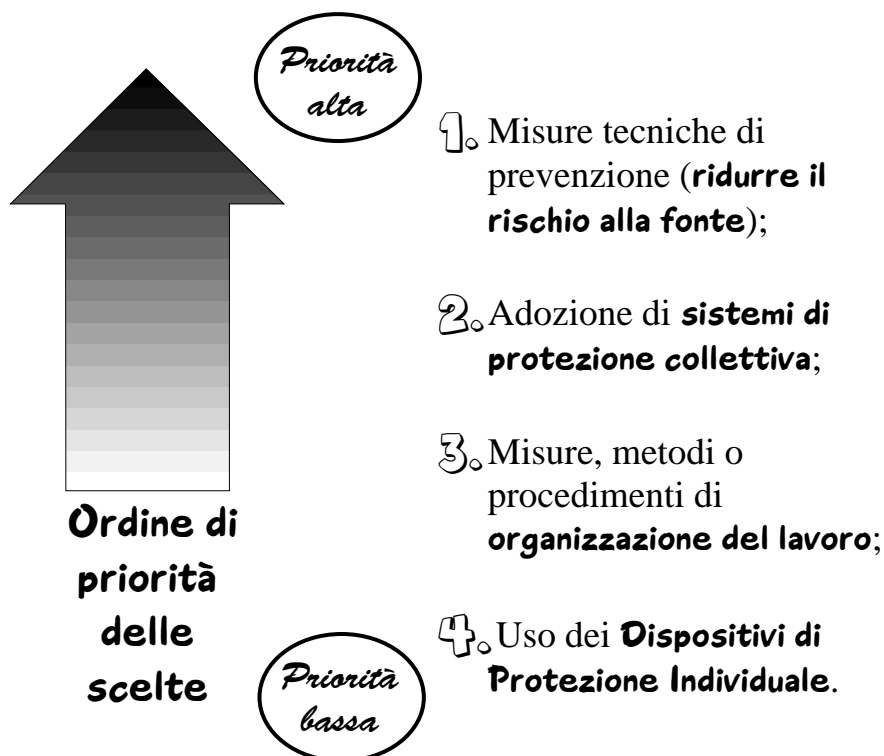 Priorità
alta
1. Misure tecniche di
prevenzione (ridurre il
rischio alla fonte);
2. Adozione di sistemi di
protezione collettiva;
3. Misure, metodi o
procedimenti di
organizzazione del lavoro;
4. Uso dei Dispositivi di
Protezione Individuale.
Ordine di
priorità
delle
scelte
Priorità
bassa